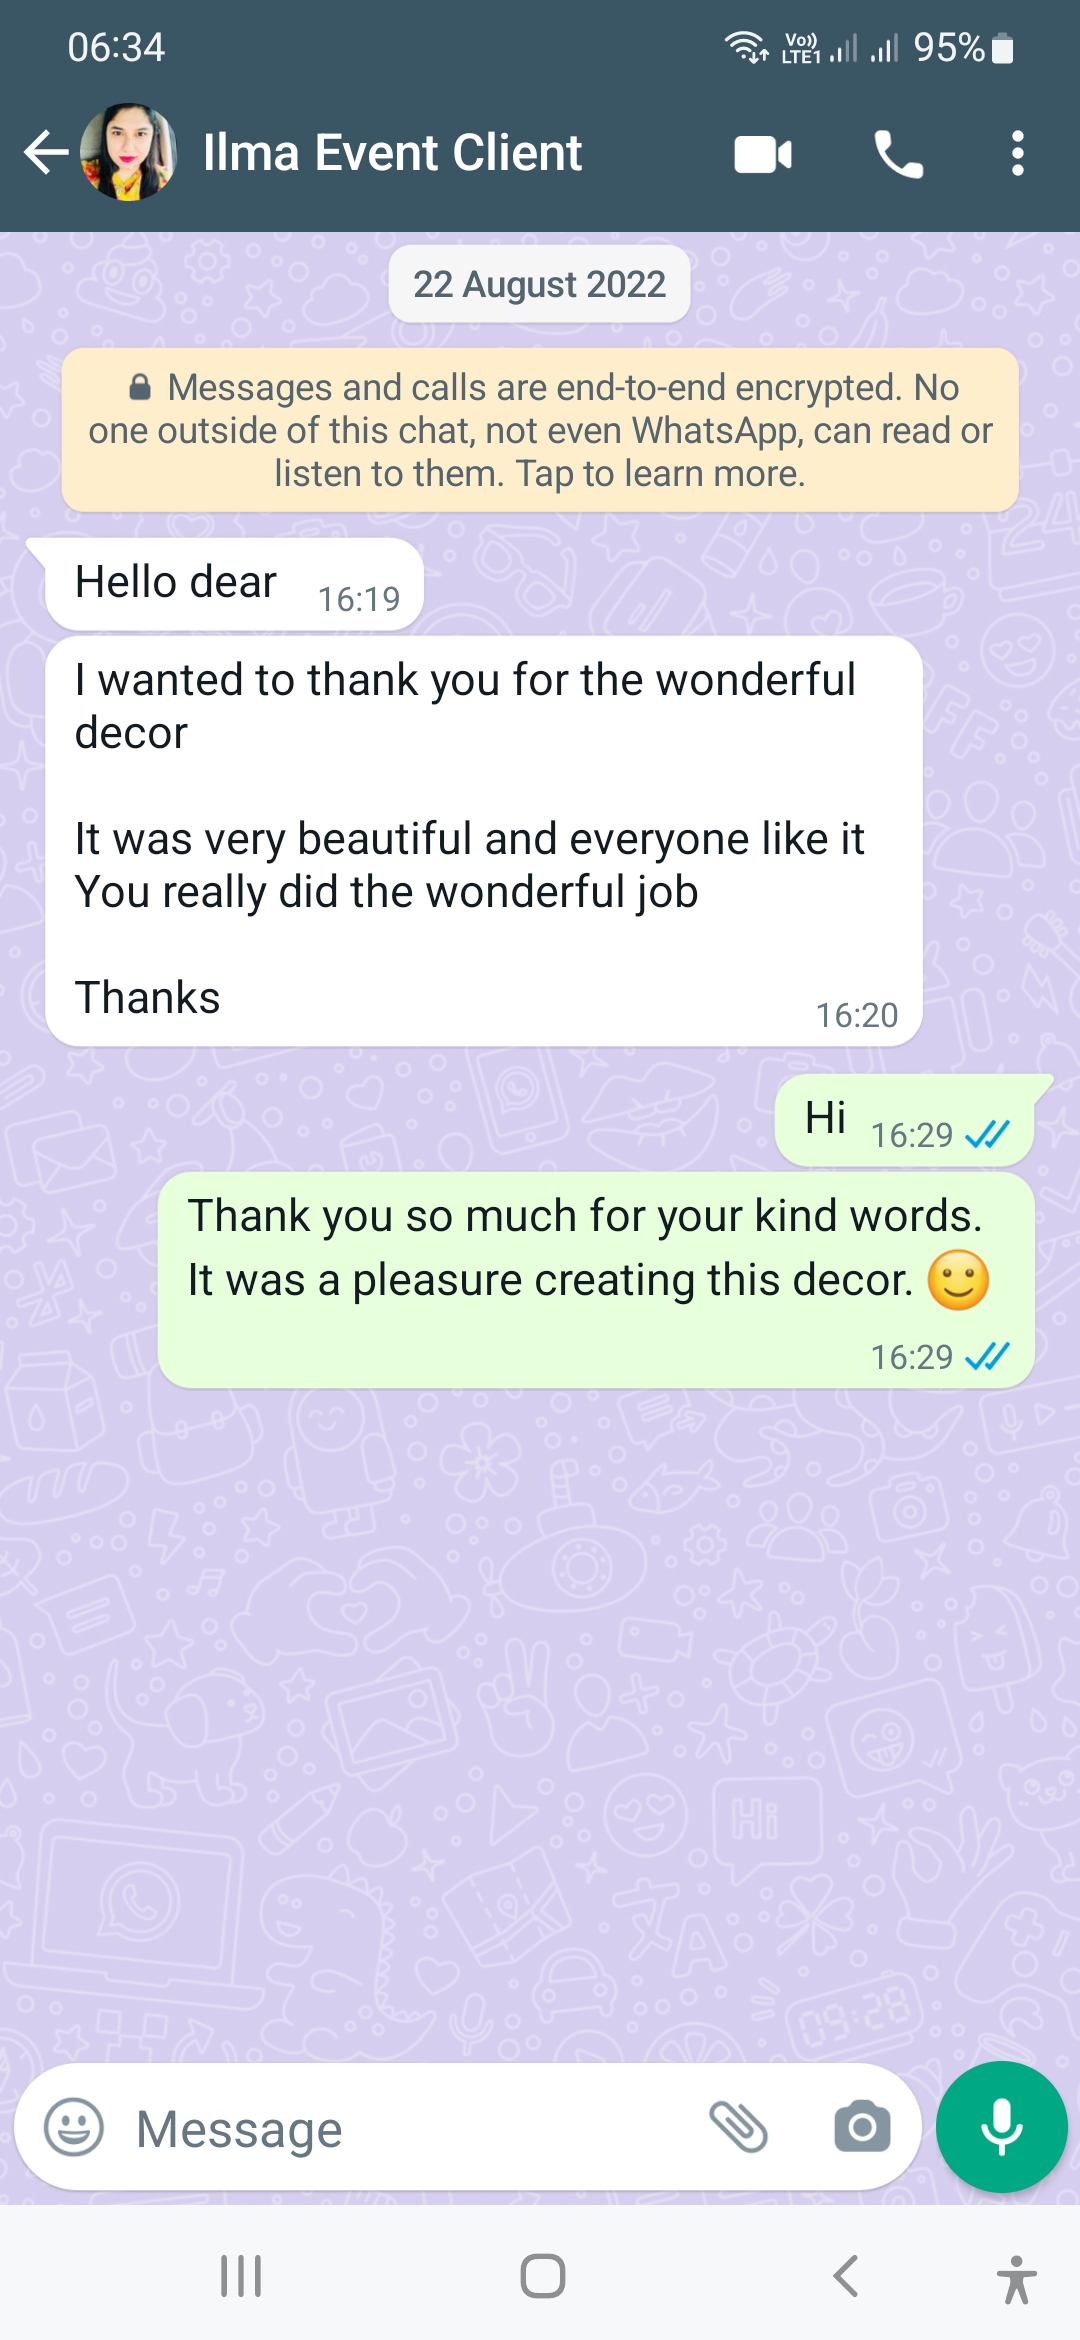 06:34
Vo))
LTE1
95%
Ilma Event Client
22 August 2022
Messages and calls are end-to-end encrypted. No
one outside of this chat, not even WhatsApp, can read or
listen to them. Tap to learn more.
Hello dear
16:19
I wanted to thank you for the wonderful
decor
It was very beautiful and everyone like it
You really did the wonderful job
Thanks
16:20
Hi
16:29
Thank you so much for your kind words.
It was a pleasure creating this decor. 🙂
16:29
Hi
09:28
Message